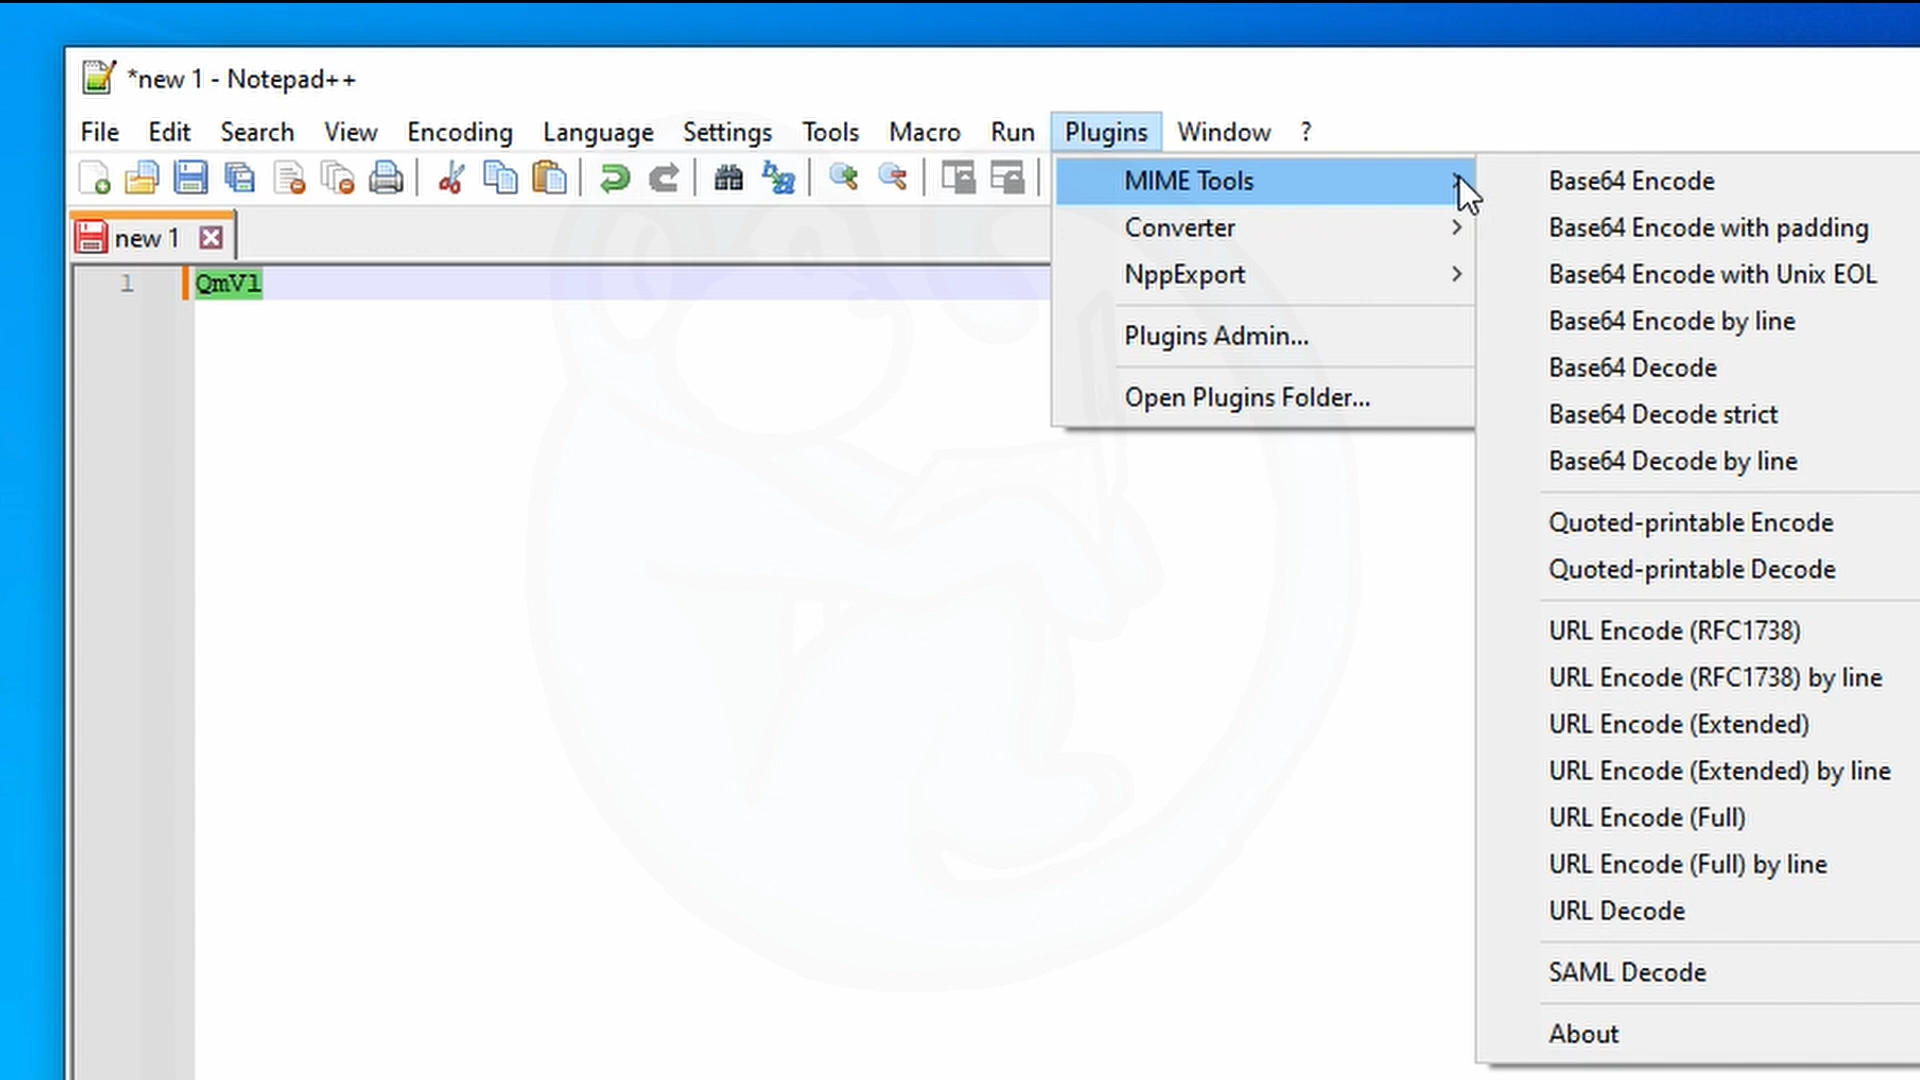 *new 1 - Notepad++
File Edit Search View Encoding Language Settings Tools Macro Run Plugins Window ?
new 1
1 QmVl
MIME Tools
Converter
NppExport
Plugins Admin...
Open Plugins Folder...
Base64 Encode
Base64 Encode with padding
Base64 Encode with Unix EOL
Base64 Encode by line
Base64 Decode
Base64 Decode strict
Base64 Decode by line
Quoted-printable Encode
Quoted-printable Decode
URL Encode (RFC1738)
URL Encode (RFC1738) by line
URL Encode (Extended)
URL Encode (Extended) by line
URL Encode (Full)
URL Encode (Full) by line
URL Decode
SAML Decode
About